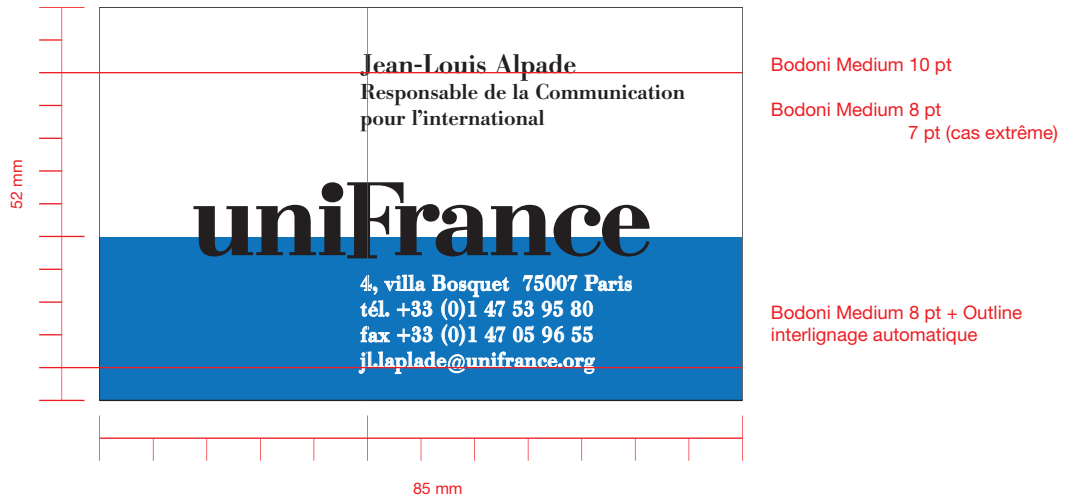 Jean-Louis Alpade
Responsable de la Communication
pour l'international
uniFrance
4, villa Bosquet  75007 Paris
tél. +33 (0)1 47 53 95 80
fax +33 (0)1 47 05 96 55
jl.laplade@unifrance.org
Bodoni Medium 10 pt
Bodoni Medium 8 pt
7 pt (cas extrême)
Bodoni Medium 8 pt + Outline
interlignage automatique
52 mm
85 mm